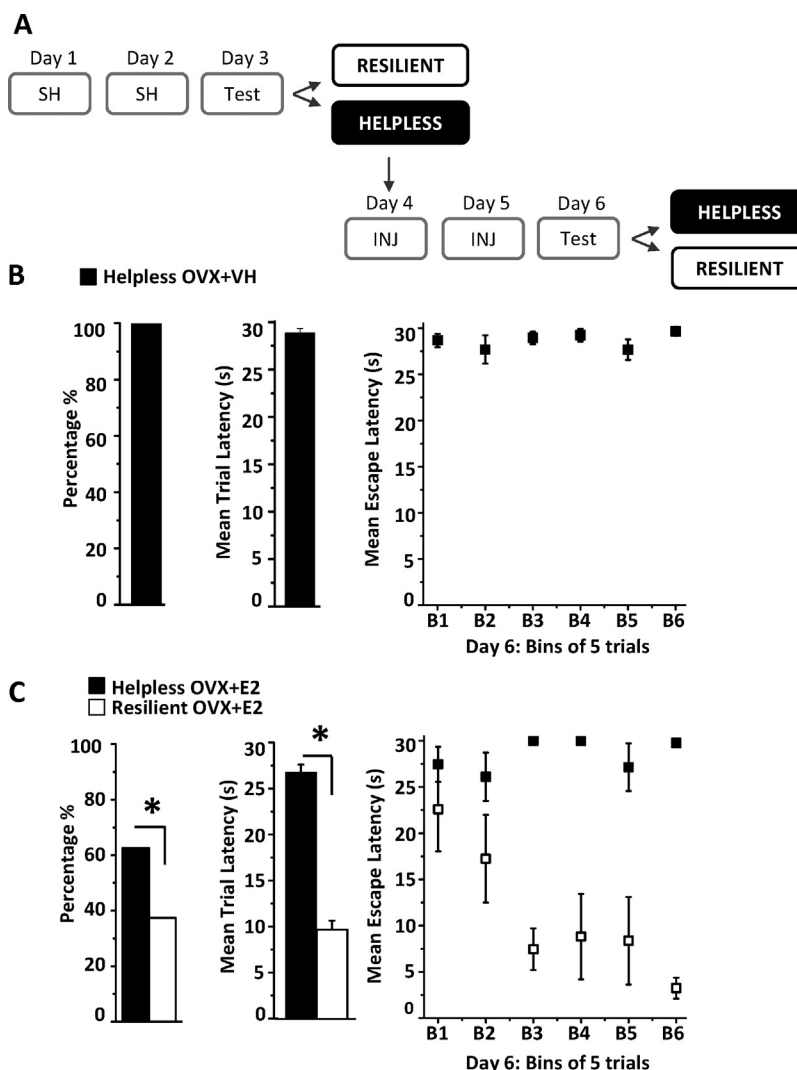 A
Day 1 Day 2 Day 3
SH SH Test
RESILIENT
HELPLESS
Day 4 Day 5 Day 6
INJ INJ Test
HELPLESS
RESILIENT
B
Helpless OVX+VH
Percentage %
100
80
60
40
20
0
Mean Trial Latency (s)
30
25
20
15
10
5
0
Mean Escape Latency (s)
30
25
20
15
10
5
0
B1 B2 B3 B4 B5 B6
Day 6: Bins of 5 trials
C
Helpless OVX+E2
Resilient OVX+E2
Percentage %
100
80
60
40
20
0
*
Mean Trial Latency (s)
30
25
20
15
10
5
0
*
Mean Escape Latency (s)
30
25
20
15
10
5
0
B1 B2 B3 B4 B5 B6
Day 6: Bins of 5 trials